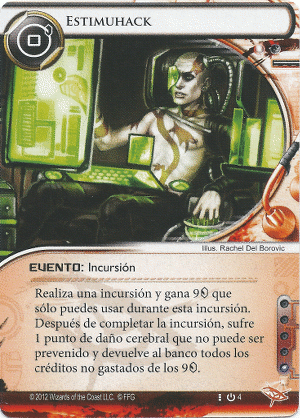 0
ESTIMUHACK
Illus. Rachel Del Borovic
EVENTO: Incursión
Realiza una incursión y gana 9 que
sólo puedes usar durante esta incursión.
Después de completar la incursión, sufre
1 punto de daño cerebral que no puede ser
prevenido y devuelve al banco todos los
créditos no gastados de los 9.
©2012 Wizards of the Coast LLC. © FFG
4